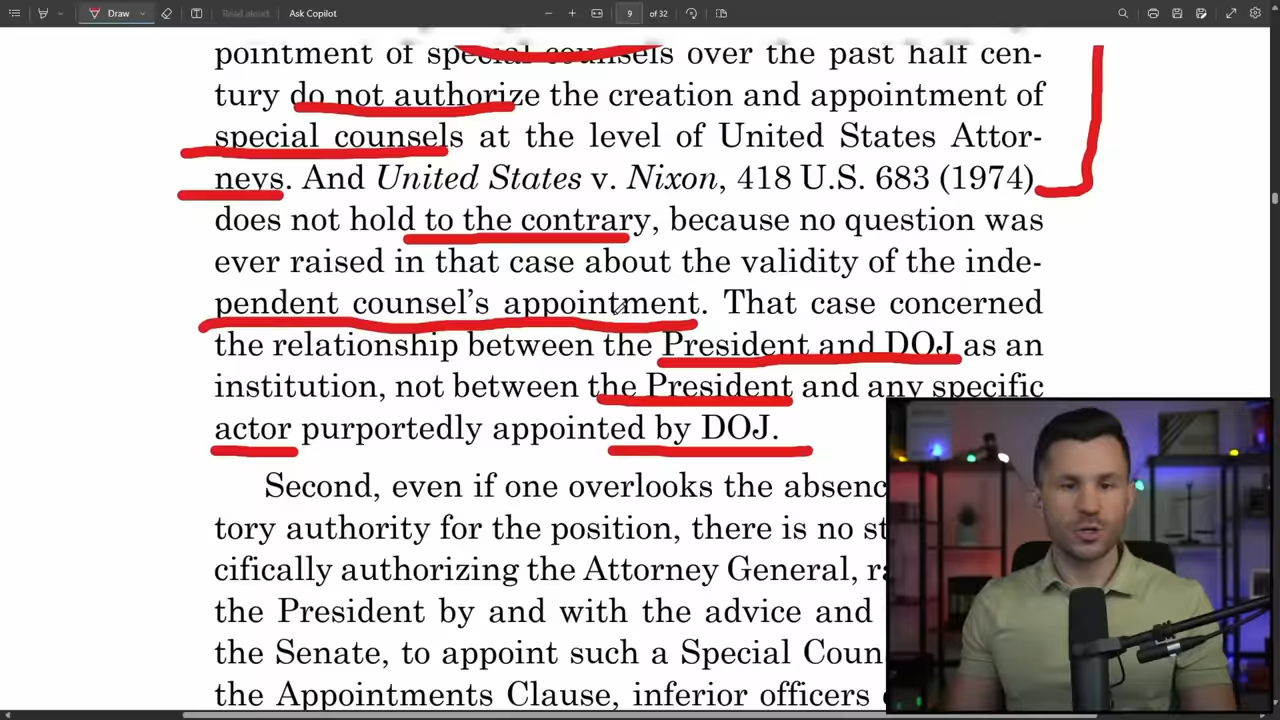 Draw
Read aloud
Ask Copilot
9 of 32
pointment of special counsels over the past half cen-
tury do not authorize the creation and appointment of
special counsels at the level of United States Attor-
neys. And United States v. Nixon, 418 U.S. 683 (1974)
does not hold to the contrary, because no question was
ever raised in that case about the validity of the inde-
pendent counsel’s appointment. That case concerned
the relationship between the President and DOJ as an
institution, not between the President and any specific
actor purportedly appointed by DOJ.
Second, even if one overlooks the absenc
tory authority for the position, there is no st
cifically authorizing the Attorney General, ra
the President by and with the advice and
the Senate, to appoint such a Special Coun
the Appointments Clause, inferior officers